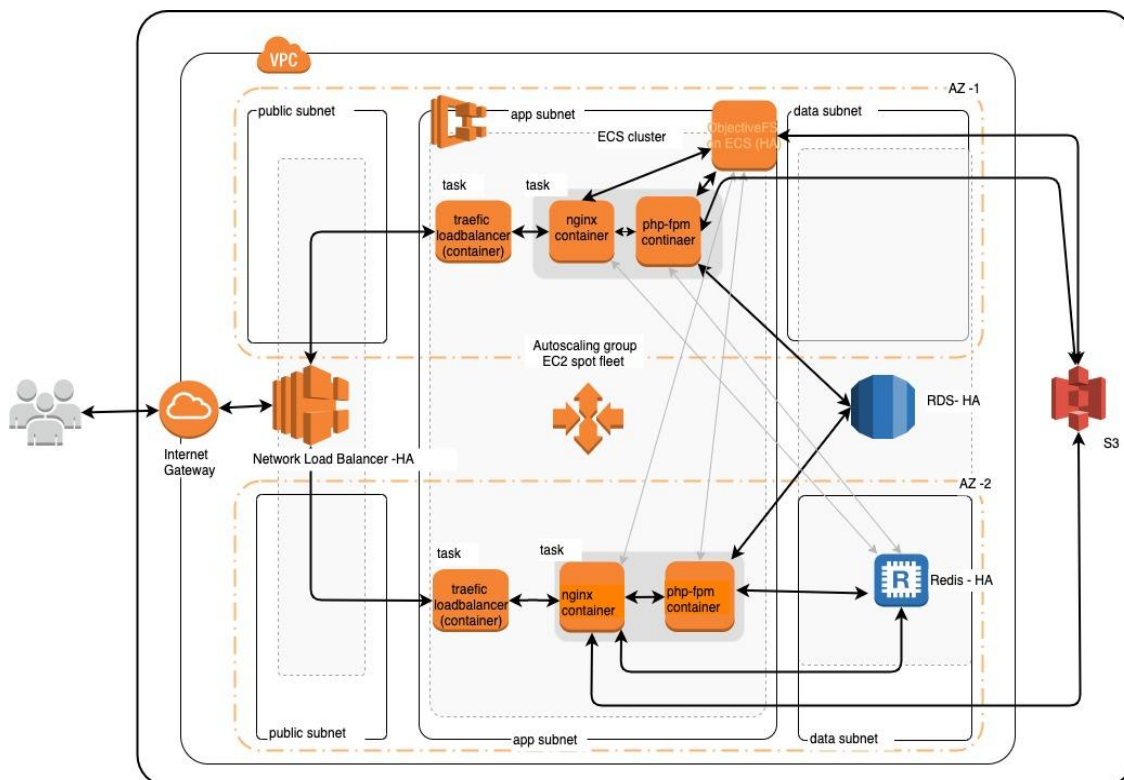 VPC
AZ -1
public subnet
app subnet
data subnet
ECS cluster
ObjectiveFS
on ECS (HA)
task
task
traefic
loadbalancer
(container)
nginx
container
php-fpm
continaer
Autoscaling group
EC2 spot fleet
RDS- HA
S3
Internet
Gateway
Network Load Balancer -HA
AZ -2
task
task
traefic
loadbalancer
(container)
nginx
container
php-fpm
container
R
Redis - HA
public subnet
app subnet
data subnet